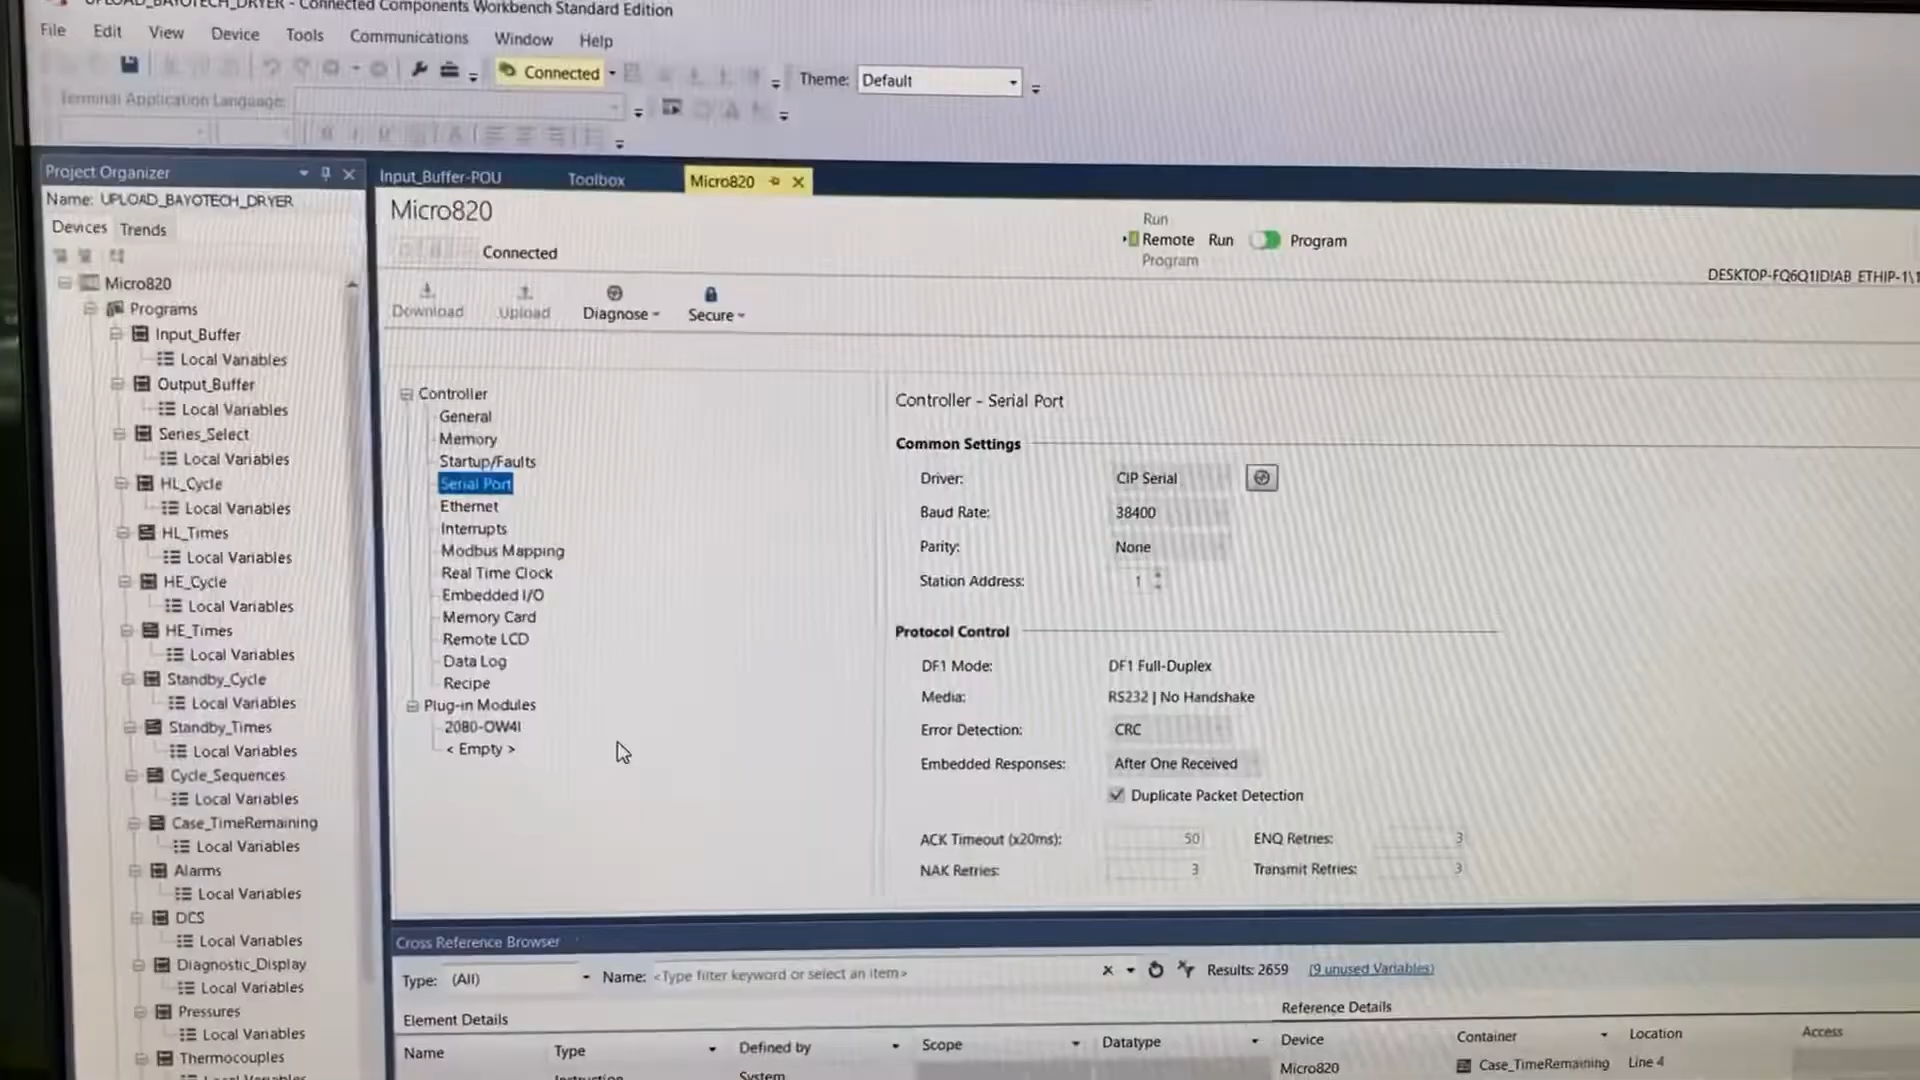 UPLOAD_BAYOTECH_DRYER - Connected Components Workbench Standard Edition
File Edit View Device Tools Communications Window Help
Connected Theme: Default
Terminal Application Language:
Project Organizer
Name: UPLOAD_BAYOTECH_DRYER
Devices Trends
Micro820
Programs
Input_Buffer
Local Variables
Output_Buffer
Local Variables
Series_Select
Local Variables
HL_Cycle
Local Variables
HL_Times
Local Variables
HE_Cycle
Local Variables
HE_Times
Local Variables
Standby_Cycle
Local Variables
Standby_Times
Local Variables
Cycle_Sequences
Local Variables
Case_TimeRemaining
Local Variables
Alarms
Local Variables
DCS
Local Variables
Diagnostic_Display
Local Variables
Pressures
Local Variables
Thermocouples
Local Variables
Input_Buffer-POU Toolbox Micro820
Micro820
Connected
Run
Remote Run Program
Program
DESKTOP-FQ6Q1ID!AB_ETHIP-1\1
Download Upload Diagnose Secure
Controller
General
Memory
Startup/Faults
Serial Port
Ethernet
Interrupts
Modbus Mapping
Real Time Clock
Embedded I/O
Memory Card
Remote LCD
Data Log
Recipe
Plug-in Modules
2080-OW4I
< Empty >
Controller - Serial Port
Common Settings
Driver: CIP Serial
Baud Rate: 38400
Parity: None
Station Address: 1
Protocol Control
DF1 Mode: DF1 Full-Duplex
Media: RS232 | No Handshake
Error Detection: CRC
Embedded Responses: After One Received
Duplicate Packet Detection
ACK Timeout (x20ms): 50 ENQ Retries: 3
NAK Retries: 3 Transmit Retries: 3
Cross Reference Browser
Type: (All) Name: <Type filter keyword or select an item> Results: 2659 (9 unused Variables)
Element Details Reference Details
Name Type Defined by Scope Datatype Device Container Location Access
Instruction System Micro820 Case_TimeRemaining Line 4